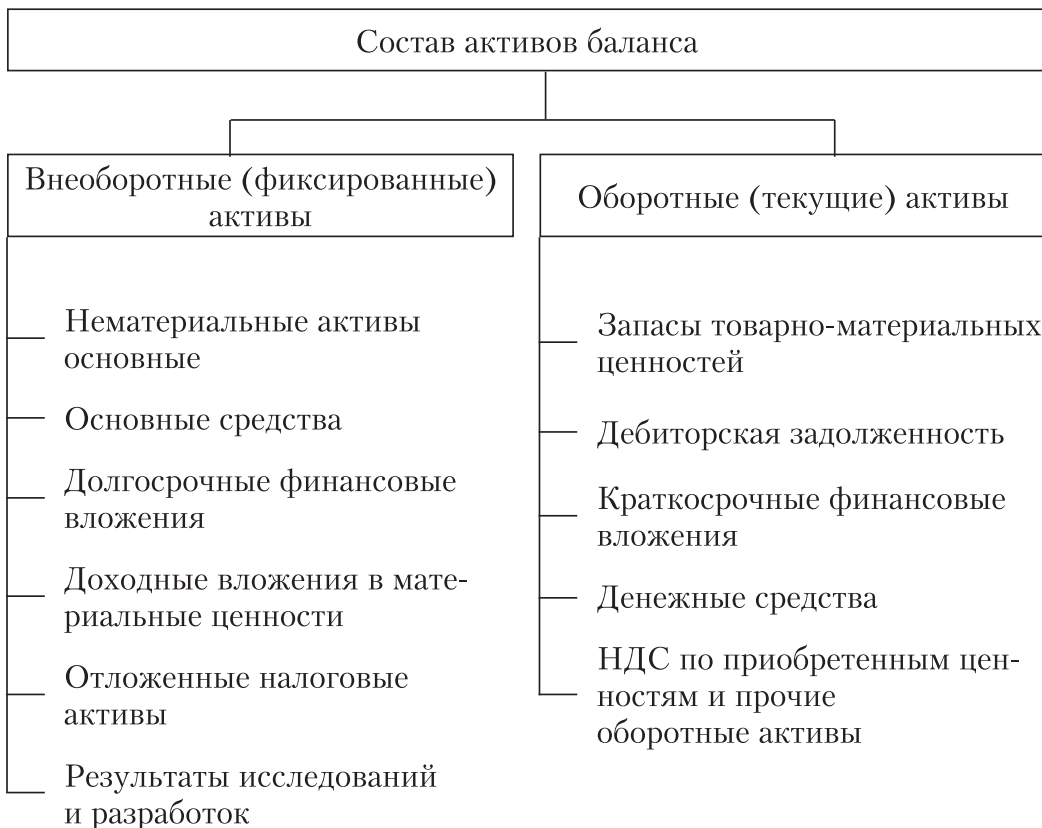 Состав активов баланса
Внеоборотные (фиксированные)
активы
Нематериальные активы
основные
Основные средства
Долгосрочные финансовые
вложения
Доходные вложения в мате-
риальные ценности
Отложенные налоговые
активы
Результаты исследований
и разработок
Оборотные (текущие) активы
Запасы товарно-материальных
ценностей
Дебиторская задолженность
Краткосрочные финансовые
вложения
Денежные средства
НДС по приобретенным цен-
ностям и прочие
оборотные активы